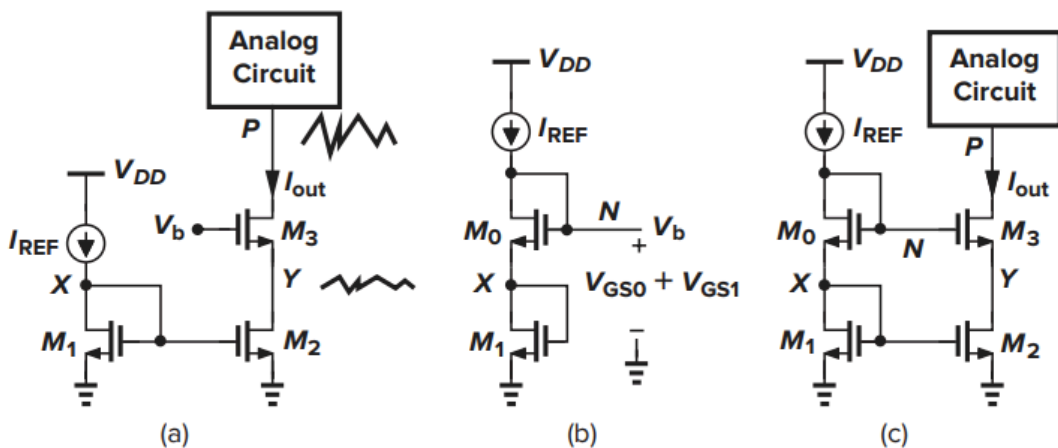 Analog
Circuit
P
V_DD
I_out
I_REF
V_b
M_3
X
Y
M_1
M_2
(a)
V_DD
I_REF
N
V_b
M_0
+
X
V_GS0 + V_GS1
M_1
−
(b)
Analog
Circuit
V_DD
P
I_REF
I_out
M_0
N
M_3
X
Y
M_1
M_2
(c)